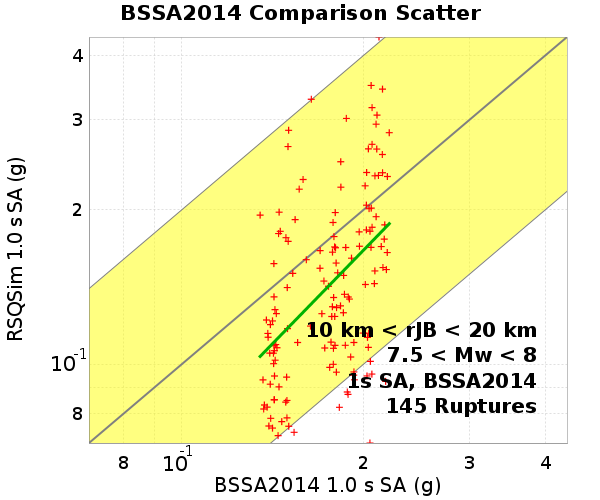 BSSA2014 Comparison Scatter
RSQSim 1.0 s SA (g)
4
3
2
10⁻¹
8
10 km < rJB < 20 km
7.5 < Mw < 8
1s SA, BSSA2014
145 Ruptures
8
10⁻¹
2
3
4
BSSA2014 1.0 s SA (g)